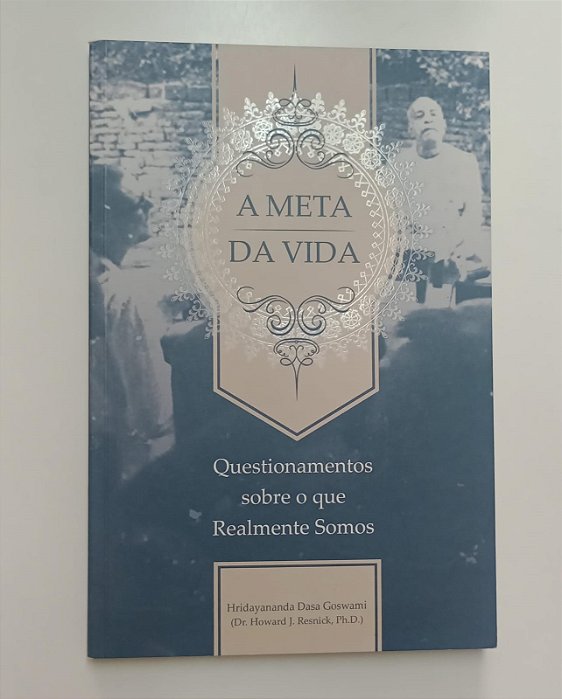 A META
DA VIDA
Questionamentos
sobre o que
Realmente Somos
Hridayananda Dasa Goswami
(Dr. Howard J. Resnick, Ph.D.)